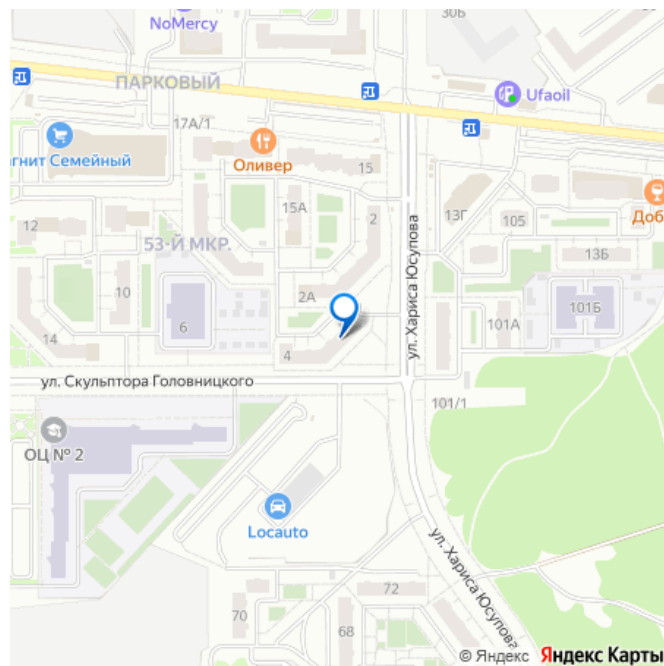 30Б
NoMercy
ПАРКОВЫЙ
Ufaoil
17А/1
агнит Семейный
Оливер
15
15А
2
13Г
105
Доб
12
53-Й МКР.
13Б
10
2А
ул. Хариса Юсупова
101Б
6
101А
14
4
ул. Скульптора Головницкого
101/1
ОЦ № 2
Locauto
ул. Хариса Юсупова
72
70
68
© Яндекс Яндекс Карты